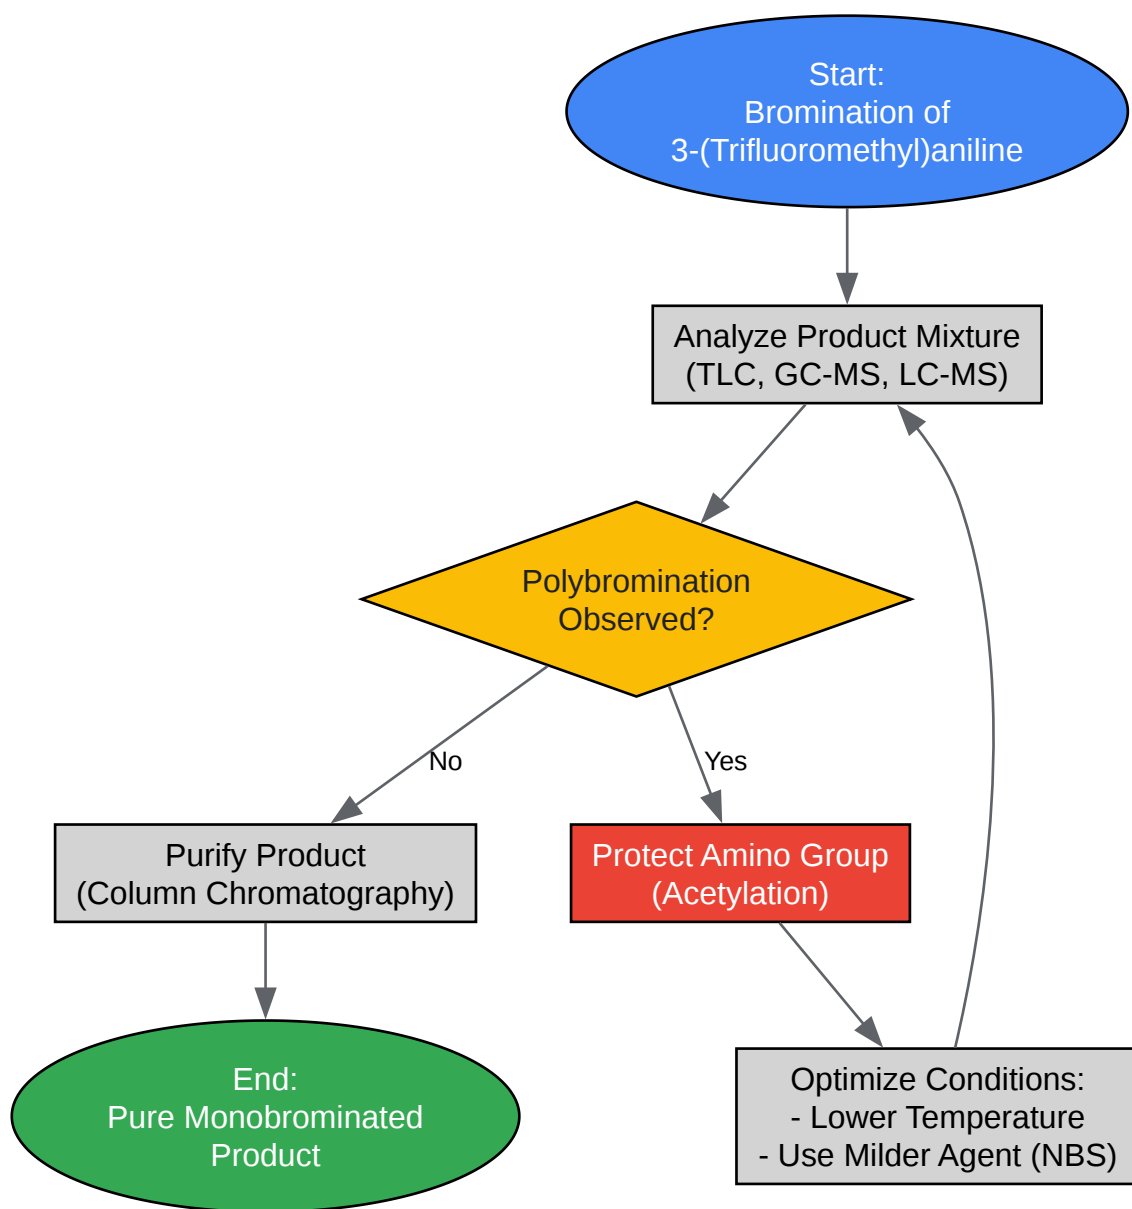 Start:
Bromination of
3-(Trifluoromethyl)aniline
Analyze Product Mixture
(TLC, GC-MS, LC-MS)
Polybromination
Observed?
No
Yes
Purify Product
(Column Chromatography)
Protect Amino Group
(Acetylation)
End:
Pure Monobrominated
Product
Optimize Conditions:
- Lower Temperature
- Use Milder Agent (NBS)